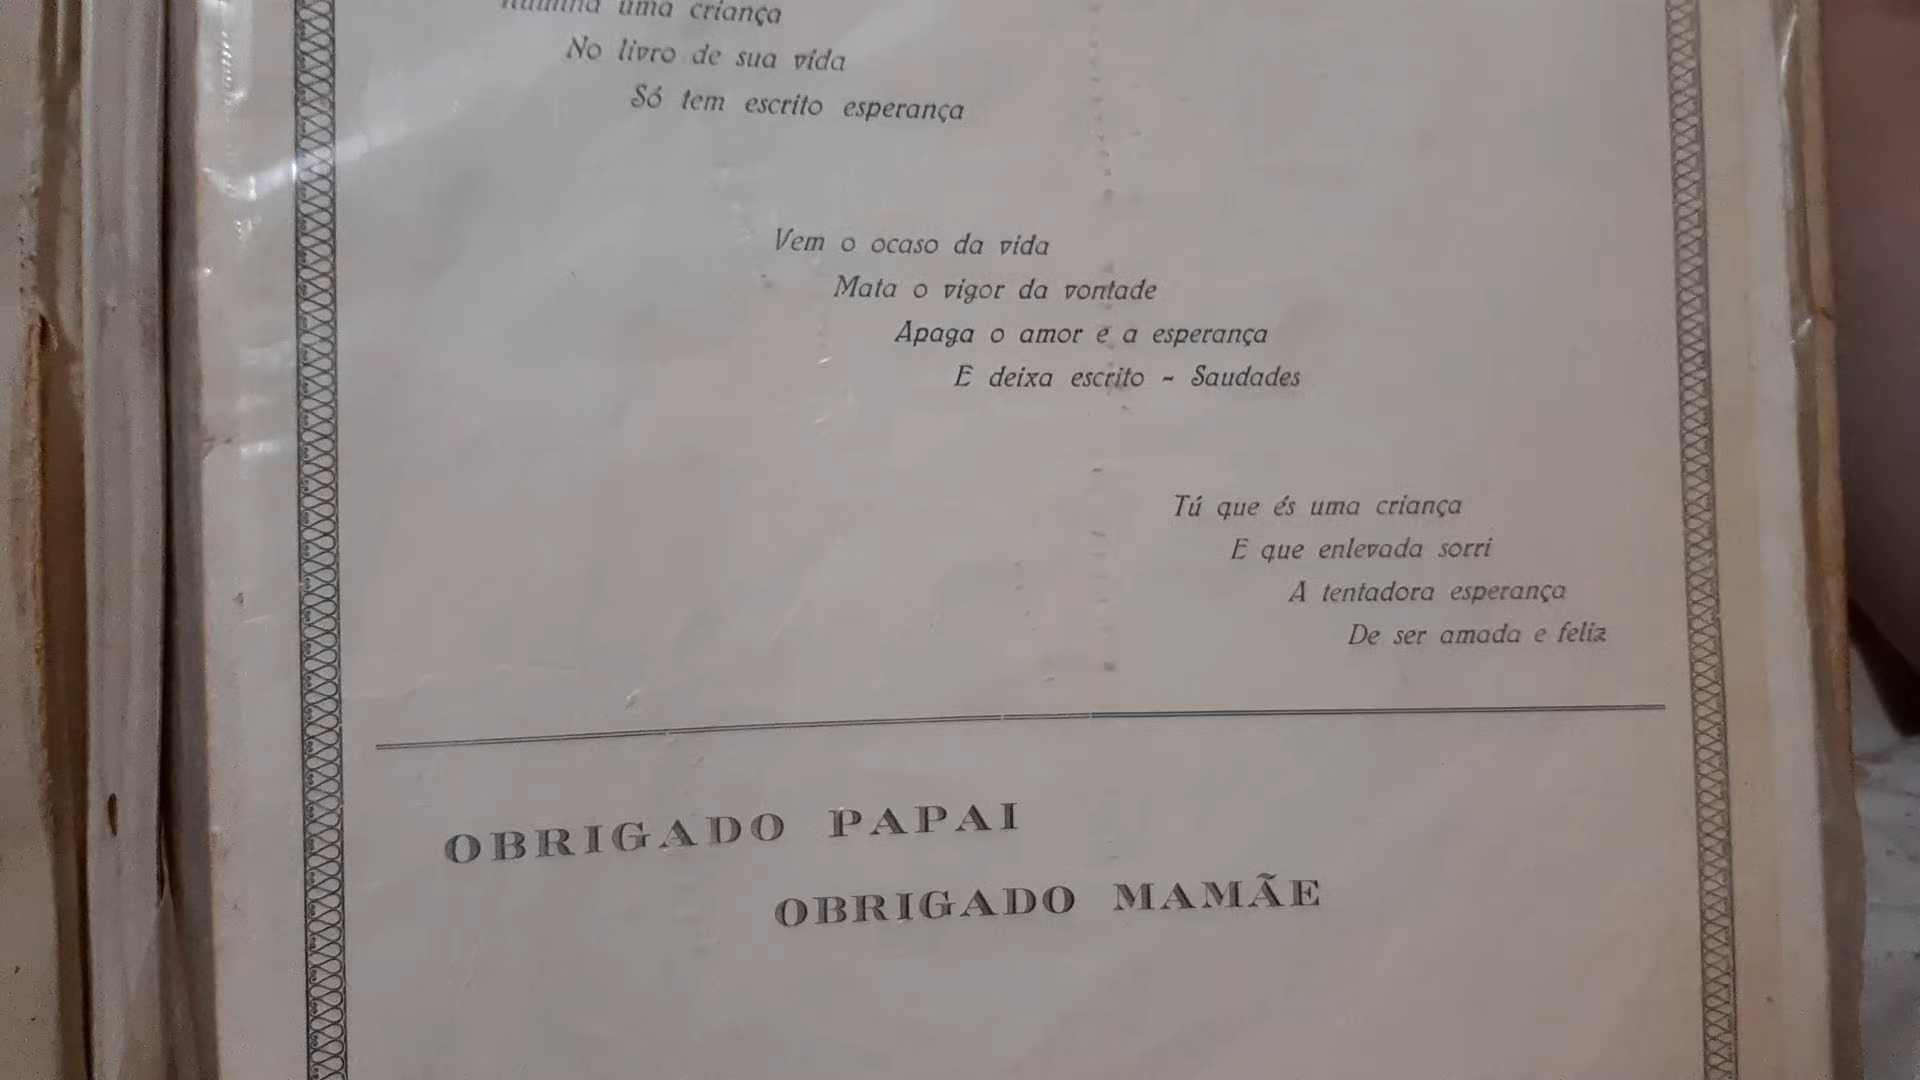 uma criança
No livro de sua vida
Só tem escrito esperança
Vem o ocaso da vida
Mata o vigor da vontade
Apaga o amor e a esperança
E deixa escrito - Saudades
Tú que és uma criança
E que enlevada sorri
A tentadora esperança
De ser amada e feliz
OBRIGADO PAPAI
OBRIGADO MAMÃE